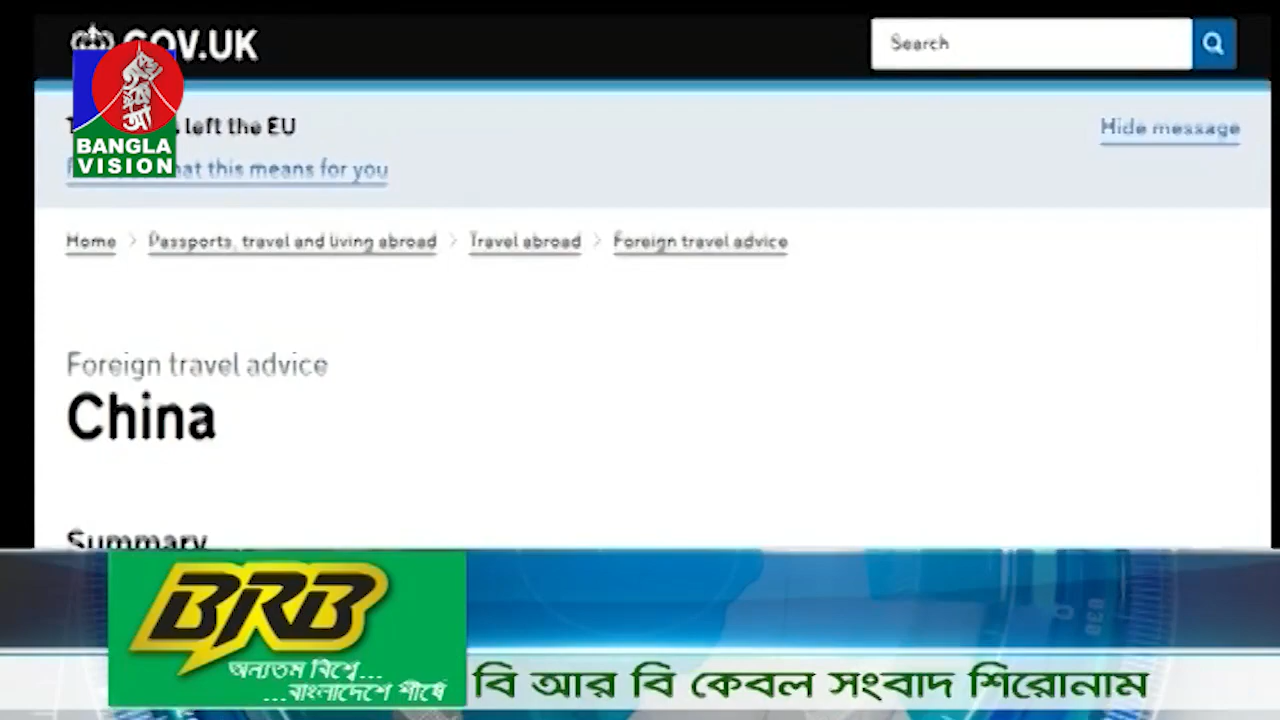 GOV.UK
Search
left the EU
Hide message
at this means for you
Home > Passports, travel and living abroad > Travel abroad > Foreign travel advice
Foreign travel advice
China
Summary
BANGLA
VISION
BRB
অন্যতম বিশ্বে...
...বাংলাদেশে শীর্ষে
বি আর বি কেবল সংবাদ শিরোনাম